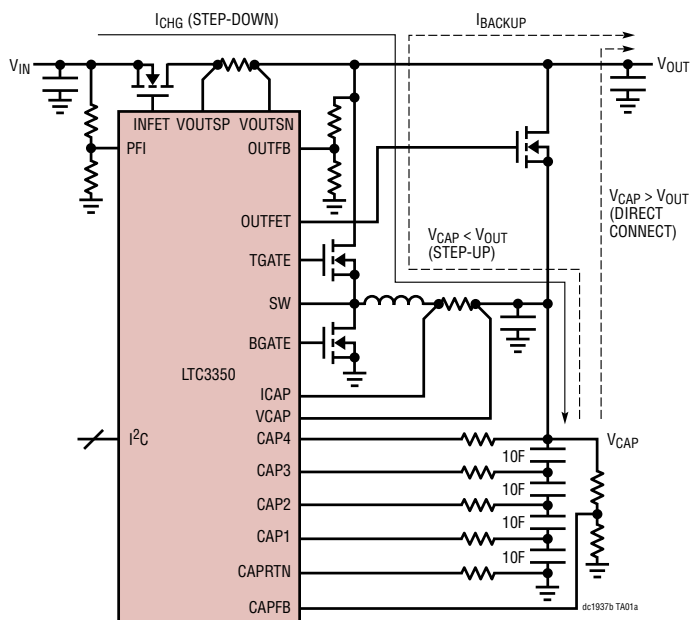 ICHG (STEP-DOWN)
IBACKUP
VIN
VOUT
INFET VOUTSP VOUTSN
PFI
OUTFB
OUTFET
VCAP > VOUT
(DIRECT
CONNECT)
VCAP < VOUT
(STEP-UP)
TGATE
SW
BGATE
LTC3350
ICAP
VCAP
I2C
CAP4
VCAP
10F
CAP3
10F
CAP2
10F
CAP1
10F
CAPRTN
CAPFB
dc1937b TA01a